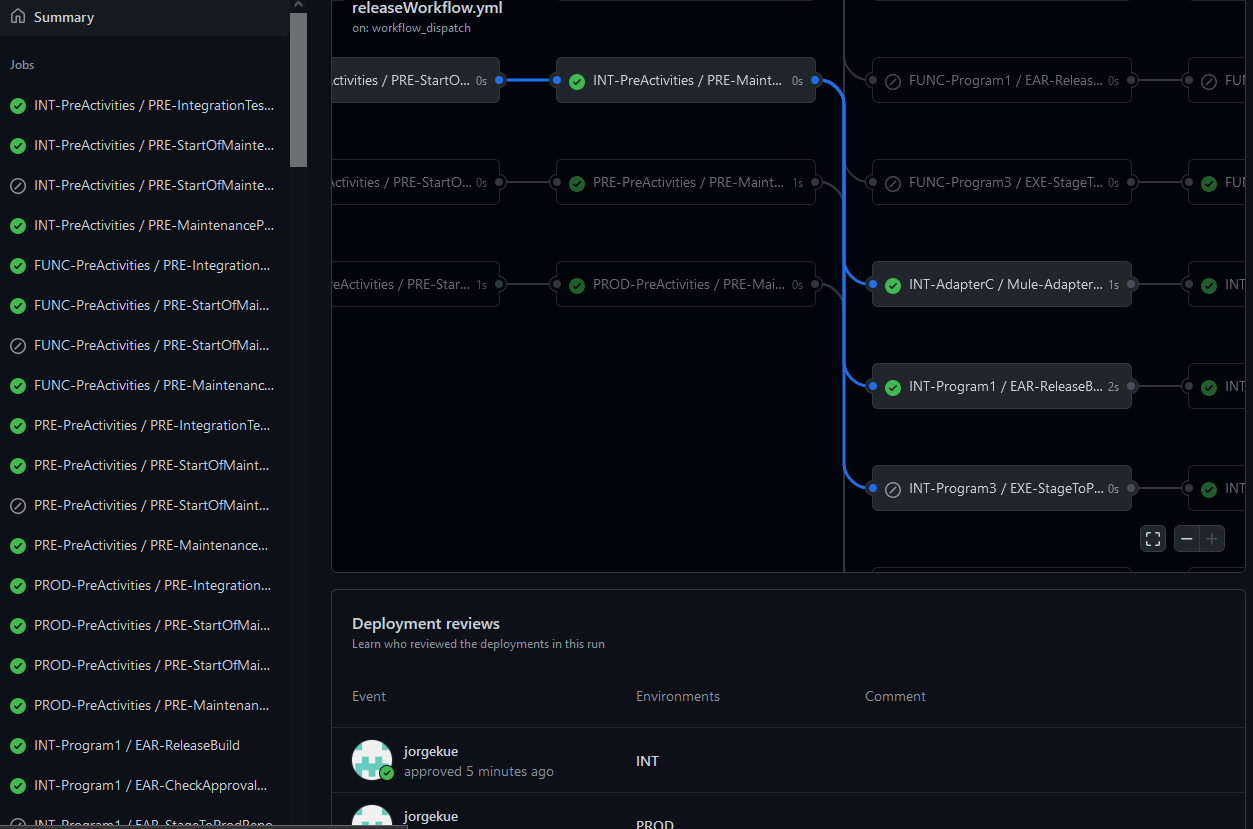 Summary
Jobs
INT-PreActivities / PRE-IntegrationTes...
INT-PreActivities / PRE-StartOfMainte...
INT-PreActivities / PRE-StartOfMainte...
INT-PreActivities / PRE-MaintenanceP...
FUNC-PreActivities / PRE-Integration...
FUNC-PreActivities / PRE-StartOfMai...
FUNC-PreActivities / PRE-StartOfMai...
FUNC-PreActivities / PRE-Maintenanc...
PRE-PreActivities / PRE-IntegrationTe...
PRE-PreActivities / PRE-StartOfMaint...
PRE-PreActivities / PRE-StartOfMaint...
PRE-PreActivities / PRE-Maintenance...
PROD-PreActivities / PRE-Integration...
PROD-PreActivities / PRE-StartOfMai...
PROD-PreActivities / PRE-StartOfMai...
PROD-PreActivities / PRE-Maintenan...
INT-Program1 / EAR-ReleaseBuild
INT-Program1 / EAR-CheckApproval...
INT-Program1 / EAR-StageToProdRepo
releaseWorkflow.yml
on: workflow_dispatch
ctivities / PRE-StartO... 0s
INT-PreActivities / PRE-Maint... 0s
FUNC-Program1 / EAR-Releas... 0s
FU
ctivities / PRE-StartO... 0s
PRE-PreActivities / PRE-Maint... 1s
FUNC-Program3 / EXE-StageT... 0s
FU
reActivities / PRE-Star... 1s
PROD-PreActivities / PRE-Mai... 0s
INT-AdapterC / Mule-Adapter... 1s
INT
INT-Program1 / EAR-ReleaseB... 2s
INT
INT-Program3 / EXE-StageToP... 0s
INT
Deployment reviews
Learn who reviewed the deployments in this run
Event Environments Comment
jorgekue
approved 5 minutes ago
INT
jorgekue
PROD